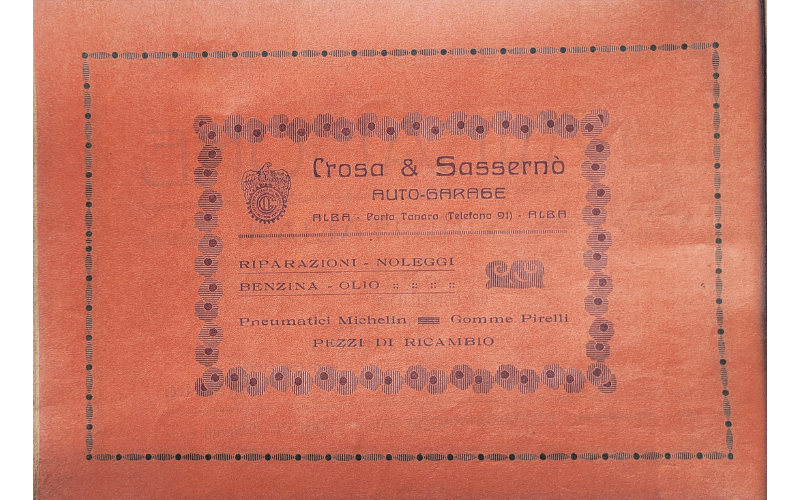 Crosa & Sassernò
AUTO-GARAGE
ALBA - Porta Tanaro (Telefono 91) - ALBA
RIPARAZIONI - NOLEGGI
BENZINA - OLIO :: :: :: ::
Pneumatici Michelin = Gomme Pirelli
PEZZI DI RICAMBIO